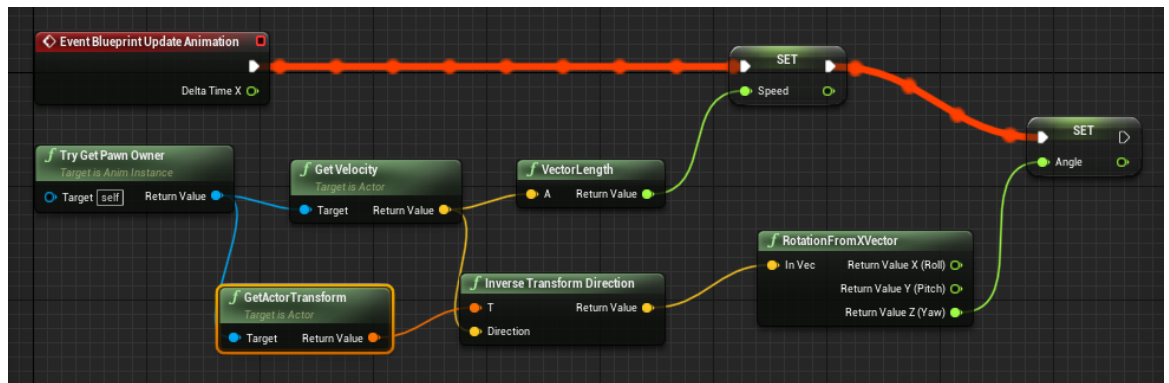 Event Blueprint Update Animation
Delta Time X
SET
Speed
SET
Angle
f Try Get Pawn Owner
Target is Anim Instance
Target self Return Value
f Get Velocity
Target is Actor
Target Return Value
f VectorLength
A Return Value
f GetActorTransform
Target is Actor
Target Return Value
f Inverse Transform Direction
T Return Value
Direction
f RotationFromXVector
In Vec Return Value X (Roll)
Return Value Y (Pitch)
Return Value Z (Yaw)